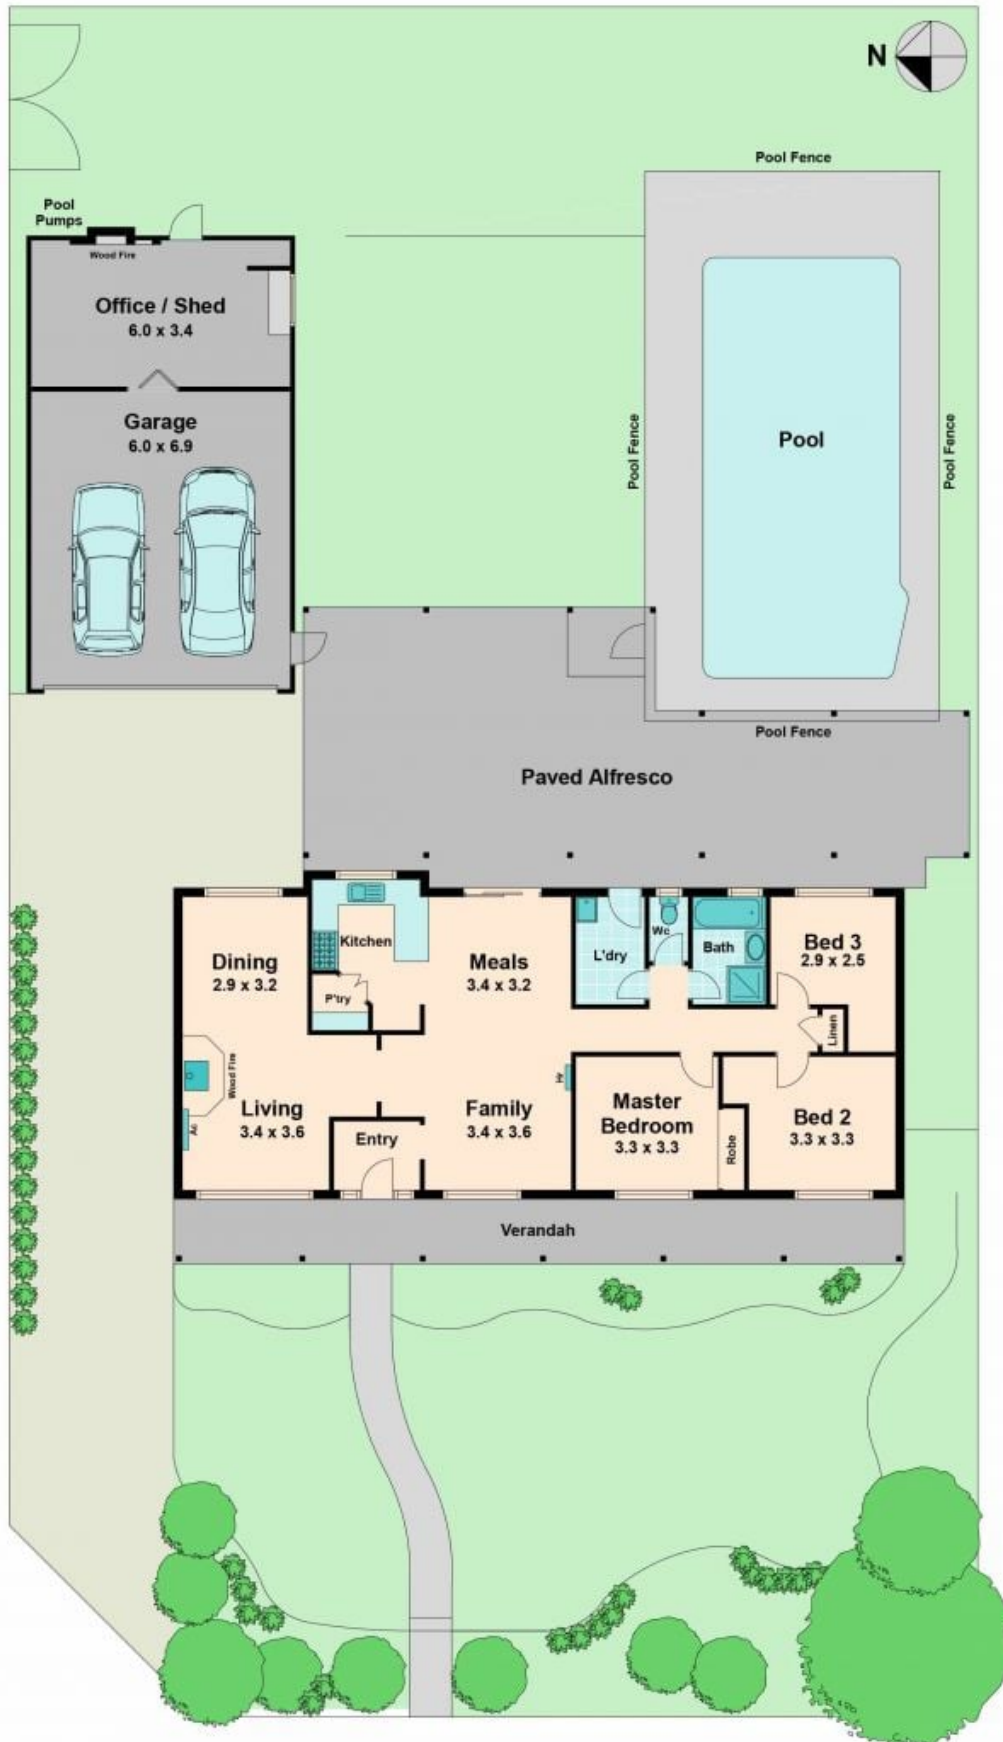 N
Pool Fence
Pool
Pumps
Wood Fire
Office / Shed
6.0 x 3.4
Garage
6.0 x 6.9
Pool Fence
Pool
Pool Fence
Pool Fence
Paved Alfresco
Kitchen
Wc
L'dry
Bath
Bed 3
2.9 x 2.5
Dining
2.9 x 3.2
Meals
3.4 x 3.2
P'try
Linen
Wood Fire
Living
3.4 x 3.6
Ac
Entry
Family
3.4 x 3.6
Master
Bedroom
3.3 x 3.3
Robe
Bed 2
3.3 x 3.3
Verandah